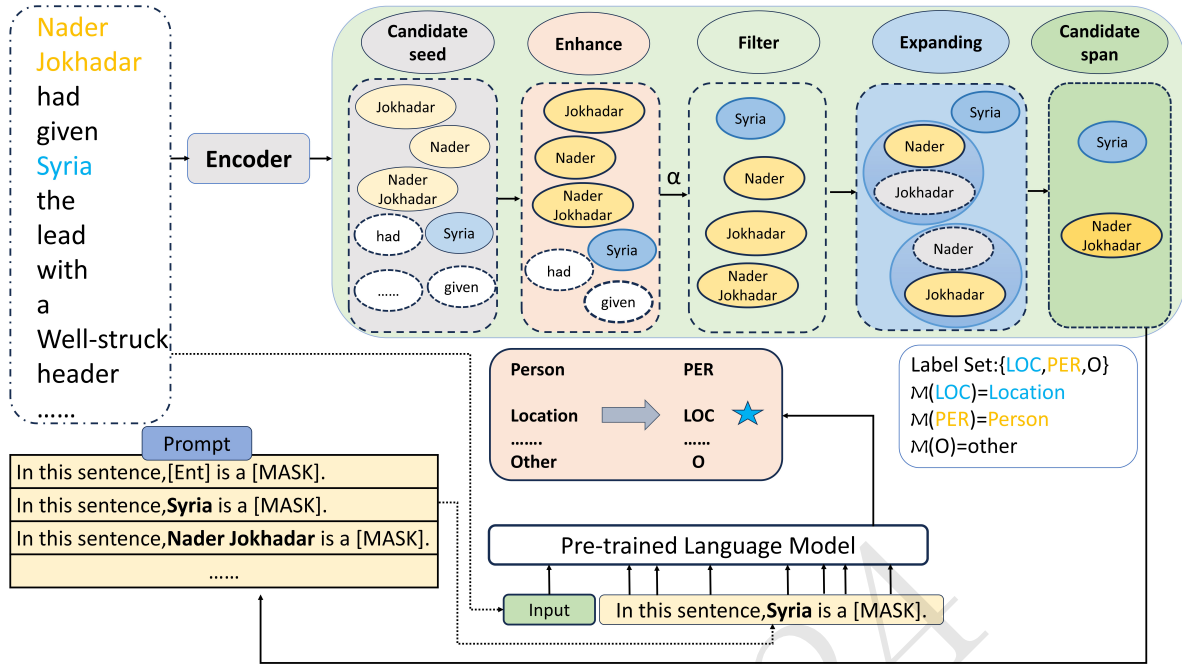 Nader
Jokhadar
had
given
Syria
the
lead
with
a
Well-struck
header
......
Encoder
Candidate
seed
Jokhadar
Nader
Nader
Jokhadar
had
Syria
......
given
Enhance
Jokhadar
Nader
Nader
Jokhadar
Syria
had
given
α
Filter
Syria
Nader
Jokhadar
Nader
Jokhadar
Expanding
Syria
Nader
Jokhadar
Nader
Jokhadar
Candidate
span
Syria
Nader
Jokhadar
Person PER
Location LOC
....... ......
Other O
Label Set:{LOC,PER,O}
M(LOC)=Location
M(PER)=Person
M(O)=other
Prompt
In this sentence,[Ent] is a [MASK].
In this sentence,Syria is a [MASK].
In this sentence,Nader Jokhadar is a [MASK].
......
Pre-trained Language Model
Input
In this sentence,Syria is a [MASK].